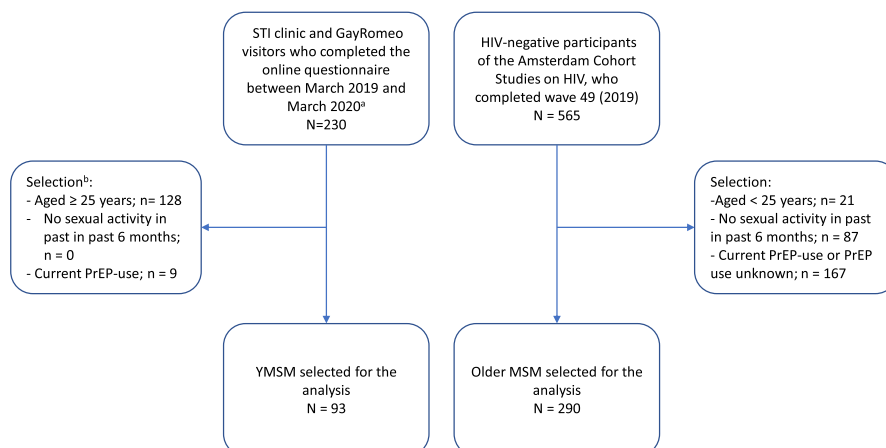 STI clinic and GayRomeo
visitors who completed the
online questionnaire
between March 2019 and
March 2020ᵃ
N=230
HIV-negative participants
of the Amsterdam Cohort
Studies on HIV, who
completed wave 49 (2019)
N = 565
Selectionᵇ:
- Aged ≥ 25 years; n= 128
- No sexual activity in
past in past 6 months;
n = 0
- Current PrEP-use; n = 9
Selection:
-Aged < 25 years; n= 21
- No sexual activity in past
in past 6 months; n = 87
- Current PrEP-use or PrEP
use unknown; n = 167
YMSM selected for the
analysis
N = 93
Older MSM selected for the
analysis
N = 290